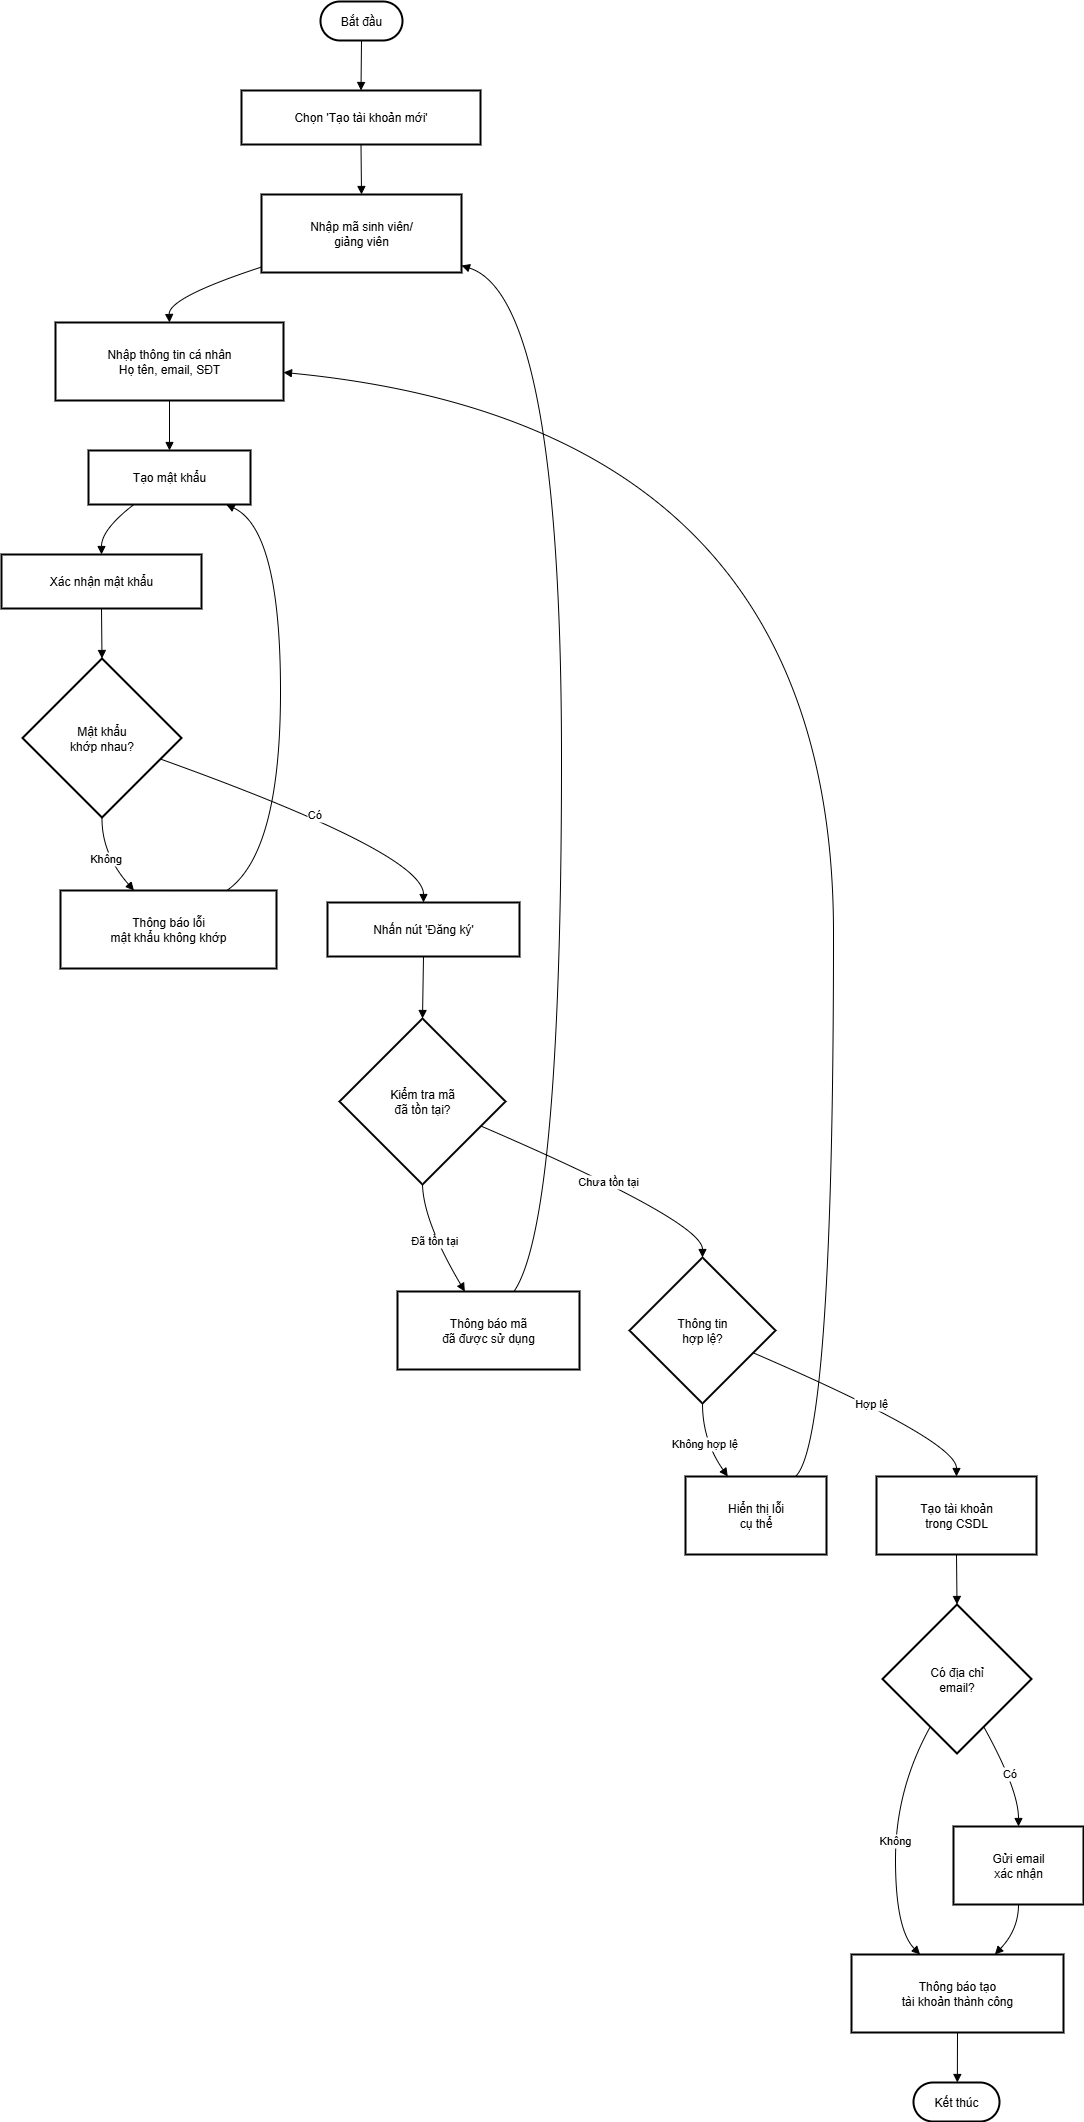 Bắt đầu
Chọn 'Tạo tài khoản mới'
Nhập mã sinh viên/
giảng viên
Nhập thông tin cá nhân
Họ tên, email, SĐT
Tạo mật khẩu
Xác nhận mật khẩu
Mật khẩu
khớp nhau?
Có
Không
Thông báo lỗi
mật khẩu không khớp
Nhấn nút 'Đăng ký'
Kiểm tra mã
đã tồn tại?
Chưa tồn tại
Đã tồn tại
Thông báo mã
đã được sử dụng
Thông tin
hợp lệ?
Hợp lệ
Không hợp lệ
Hiển thị lỗi
cụ thể
Tạo tài khoản
trong CSDL
Có địa chỉ
email?
Có
Không
Gửi email
xác nhận
Thông báo tạo
tài khoản thành công
Kết thúc